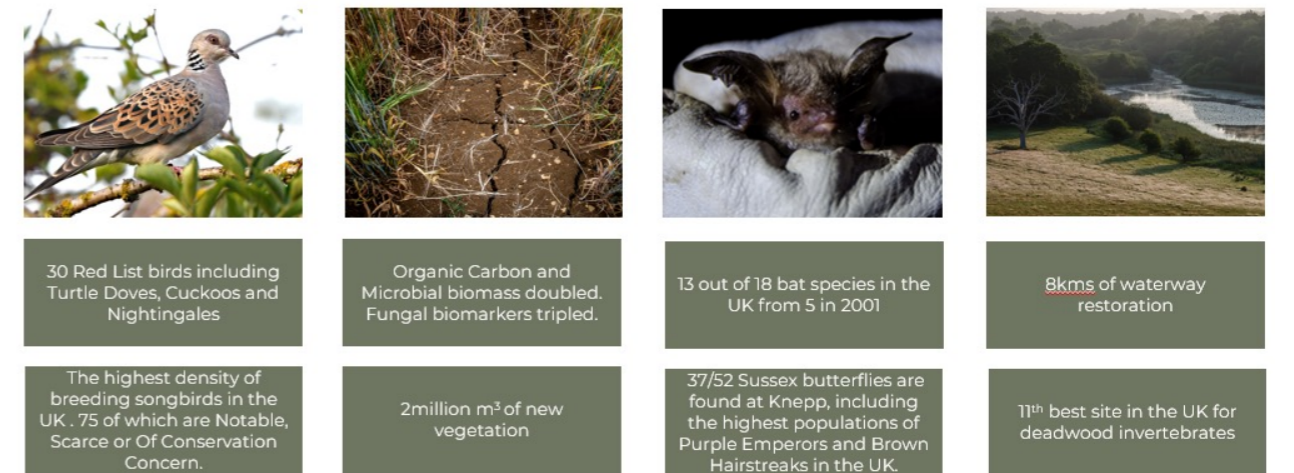 30 Red List birds including
Turtle Doves, Cuckoos and
Nightingales
Organic Carbon and
Microbial biomass doubled.
Fungal biomarkers tripled.
13 out of 18 bat species in the
UK from 5 in 2001
8kms of waterway
restoration
The highest density of
breeding songbirds in the
UK . 75 of which are Notable,
Scarce or Of Conservation
Concern.
2million m³ of new
vegetation
37/52 Sussex butterflies are
found at Knepp, including
the highest populations of
Purple Emperors and Brown
Hairstreaks in the UK.
11th best site in the UK for
deadwood invertebrates